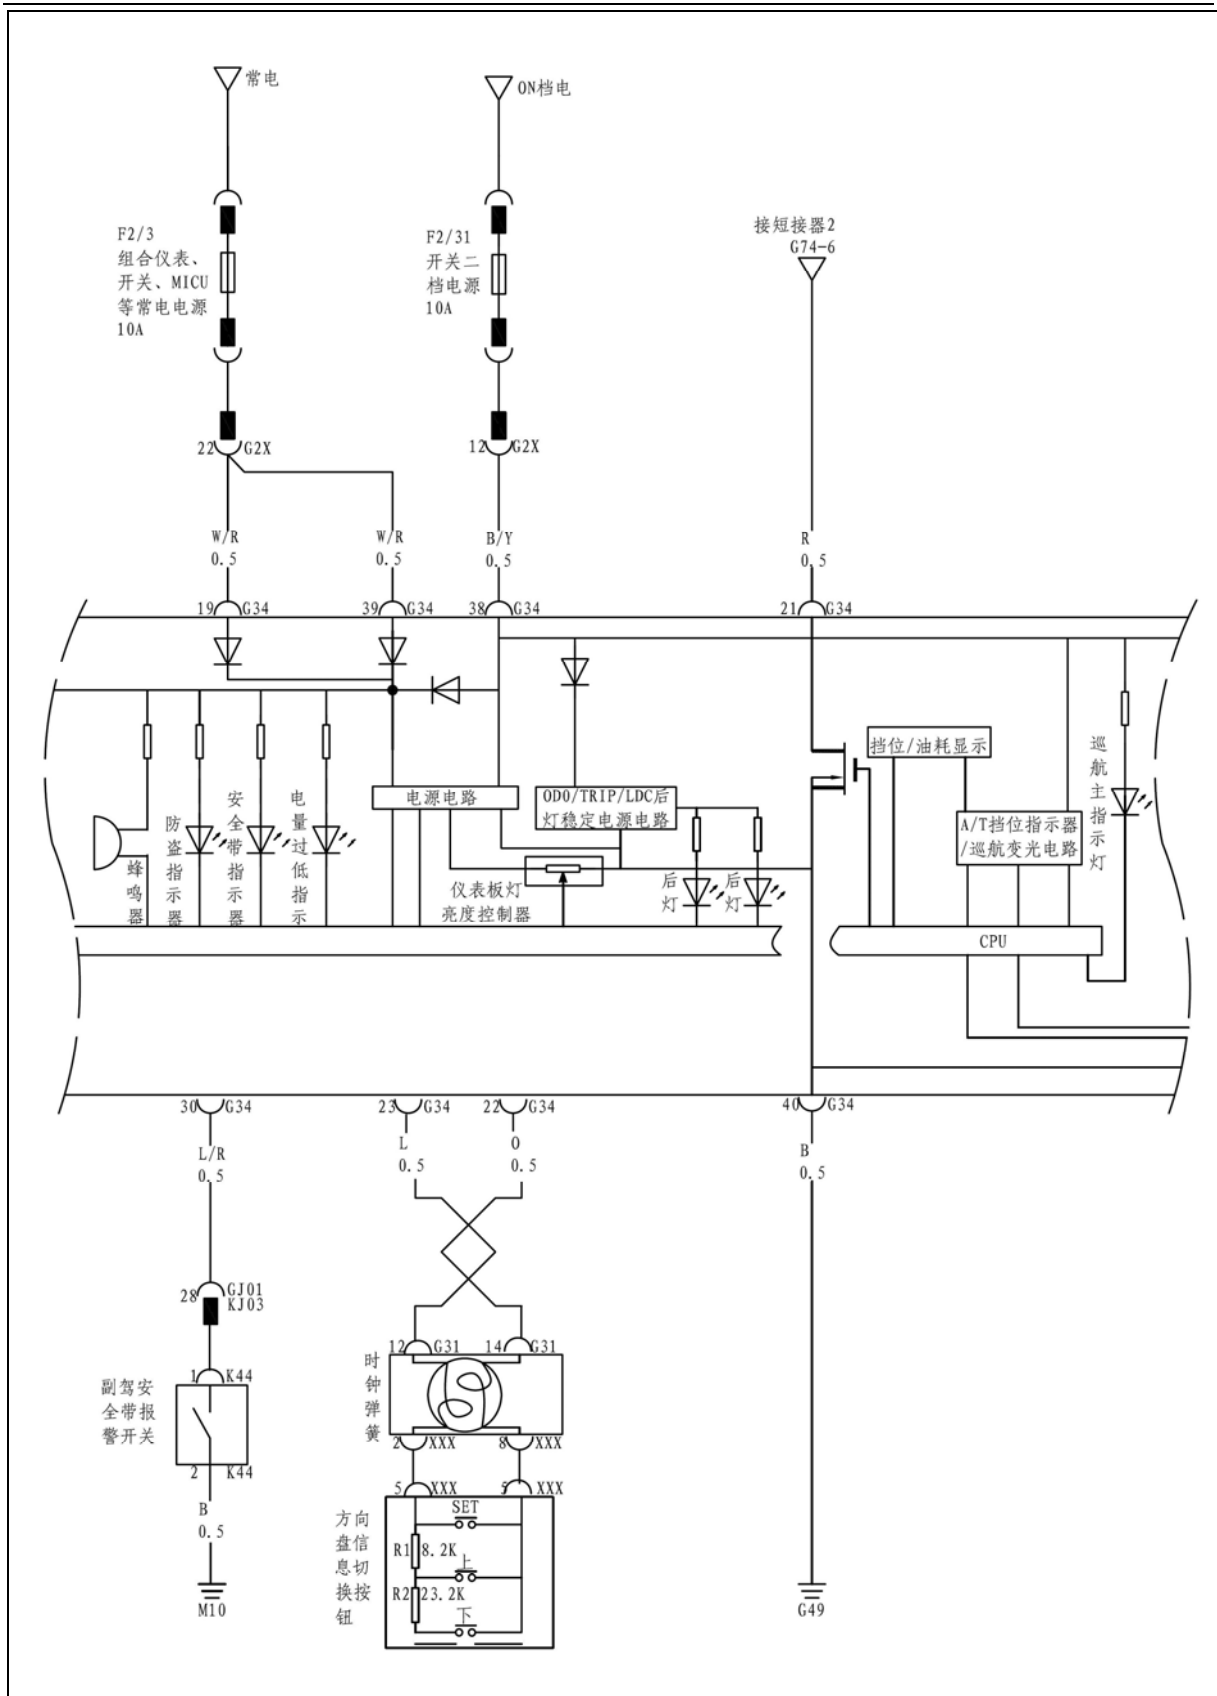 常电
ON档电
F2/3
组合仪表、
开关、MICU
等常电电源
10A
F2/31
开关二
档电源
10A
接短接器2
G74-6
22 G2X
12 G2X
W/R
0.5
W/R
0.5
B/Y
0.5
R
0.5
19 G34
39 G34
38 G34
21 G34
蜂鸣器
防盗指示器
安全带指示器
电量过低指示
电源电路
ODO/TRIP/LDC后
灯稳定电源电路
仪表板灯
亮度控制器
后灯
后灯
挡位/油耗显示
A/T挡位指示器
/巡航变光电路
巡航主指示灯
CPU
30 G34
23 G34
22 G34
40 G34
L/R
0.5
L
0.5
O
0.5
B
0.5
28 GJ01
KJ03
1 K44
副驾安
全带报
警开关
2 K44
B
0.5
M10
12 G31
14 G31
时钟弹簧
2 XXX
8 XXX
5 XXX
5 XXX
方向
盘信
息切
换按
钮
SET
R1 8.2K
上
R2 23.2K
下
G49